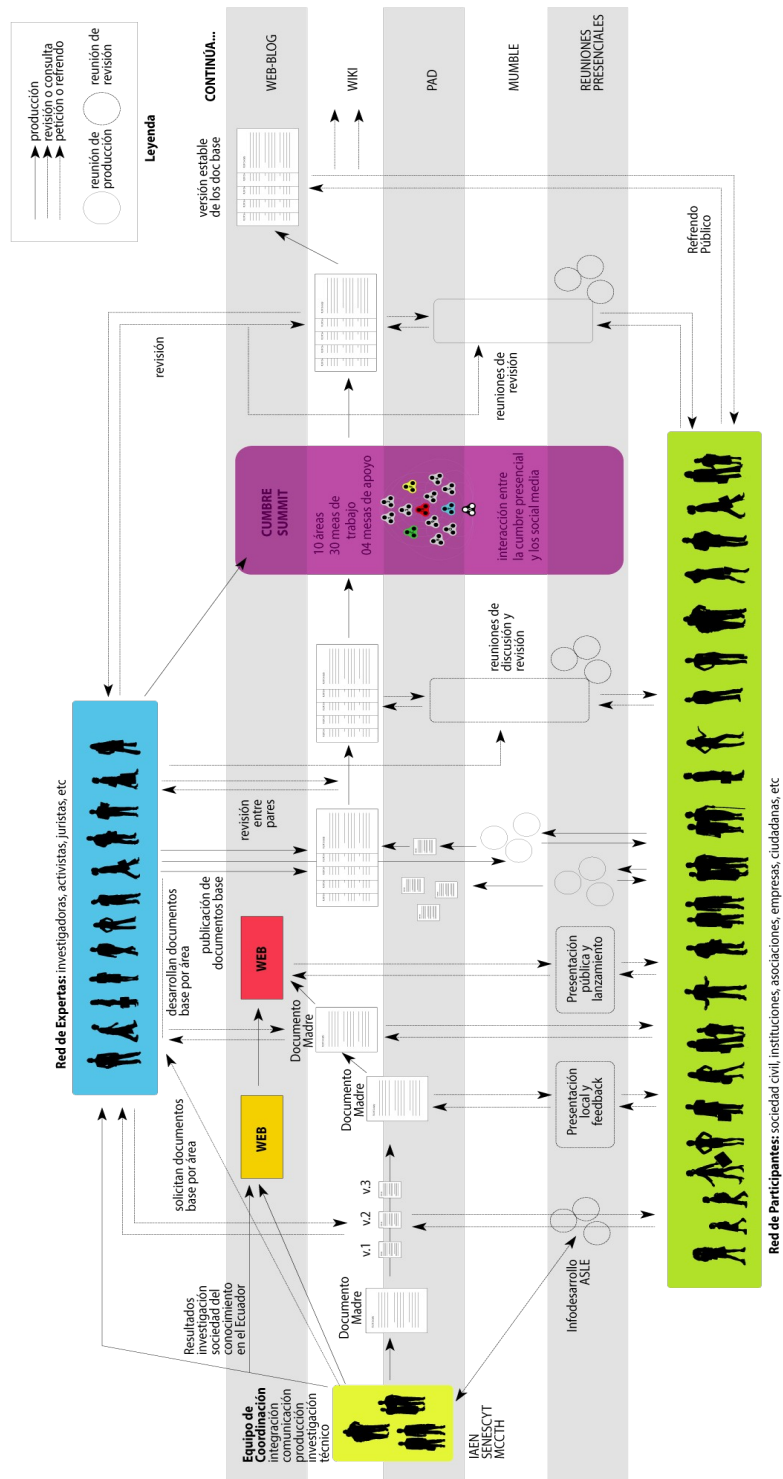 producción
revisión o consulta
petición o refrendo
reunión de
producción
reunión de
revisión
Leyenda
CONTINÚA...
WEB-BLOG
WIKI
PAD
MUMBLE
REUNIONES
PRESENCIALES
Red de Expertas: investigadoras, activistas, juristas, etc
Equipo de
Coordinación
integración
comunicación
producción
investigación
técnico
IAEN
SENESCYT
MCCTH
Resultados
investigación
sociedad del
conocimiento
en el Ecuador
solicitan documentos
base por área
Documento
Madre
v.1
v.2
v.3
Infodesarrollo
ASLE
WEB
Documento
Madre
Presentación
local y
feedback
desarrollan documentos
base por área
Documento
Madre
WEB
publicación de
documentos base
Presentación
pública y
lanzamiento
revisión
entre
pares
reuniones de
discusión y
revisión
CUMBRE
SUMMIT
10 áreas
30 meas de
trabajo
04 mesas de apoyo
interacción entre
la cumbre presencial
y los social media
revisión
reuniones de
revisión
versión estable
de los doc base
Refrendo
Público
Red de Participantes: sociedad civil, instituciones, asociaciones, empresas, ciudadanas, etc